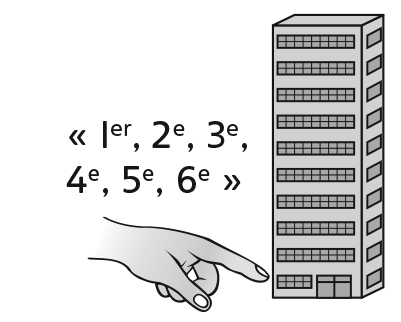 « 1ᵉʳ, 2ᵉ, 3ᵉ,
4ᵉ, 5ᵉ, 6ᵉ »